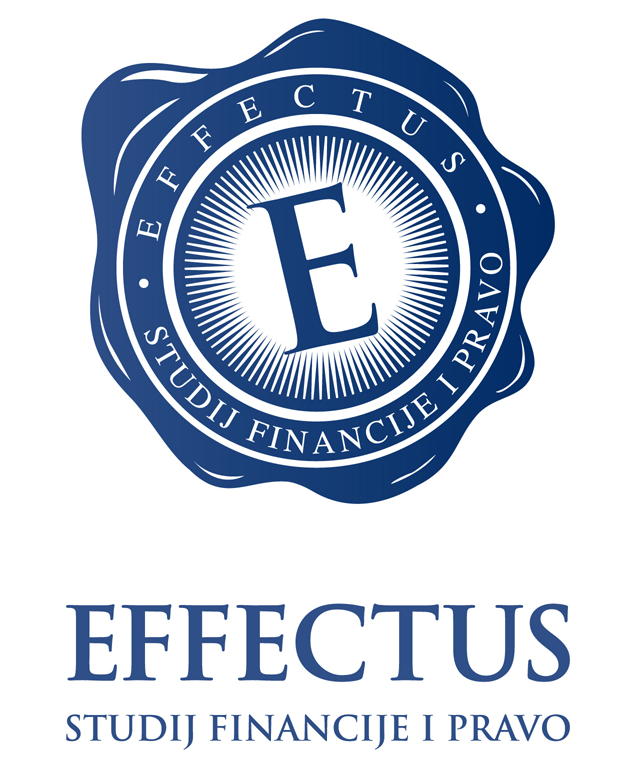 EFFECTUS
STUDIJ FINANCIJE I PRAVO
E
EFFECTUS
STUDIJ FINANCIJE I PRAVO